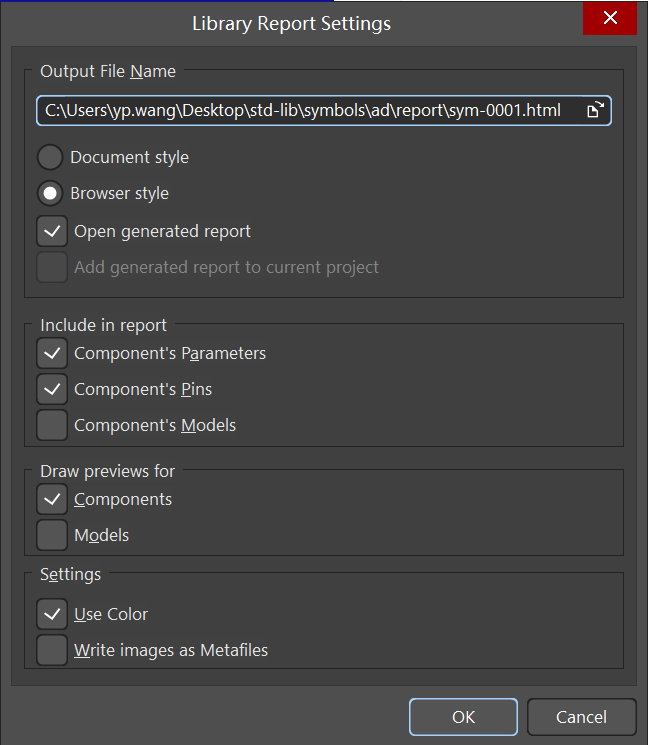 Library Report Settings
Output File Name
C:\Users\yp.wang\Desktop\std-lib\symbols\ad\report\sym-0001.html
Document style
Browser style
Open generated report
Add generated report to current project
Include in report
Component's Parameters
Component's Pins
Component's Models
Draw previews for
Components
Models
Settings
Use Color
Write images as Metafiles
OK
Cancel